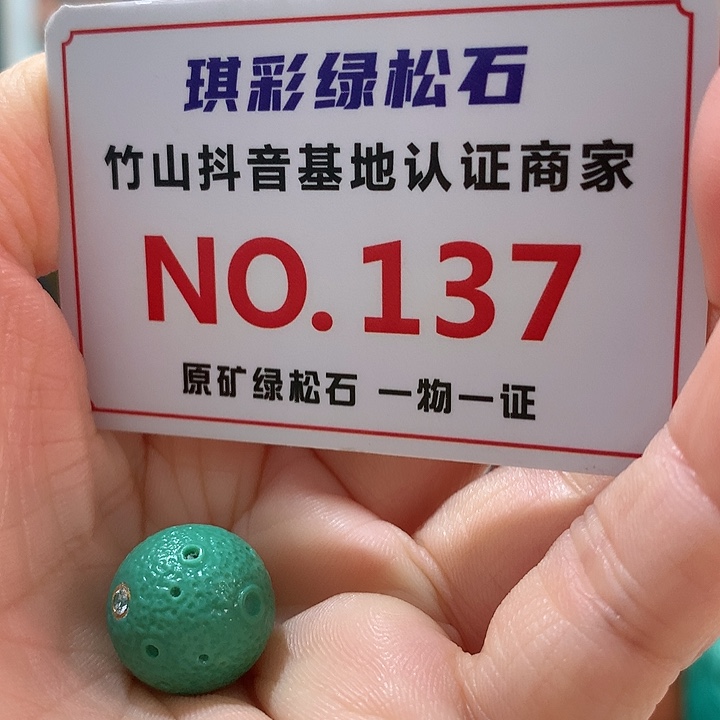 琪彩绿松石
竹山抖音基地认证商家
NO.137
原矿绿松石 一物一证